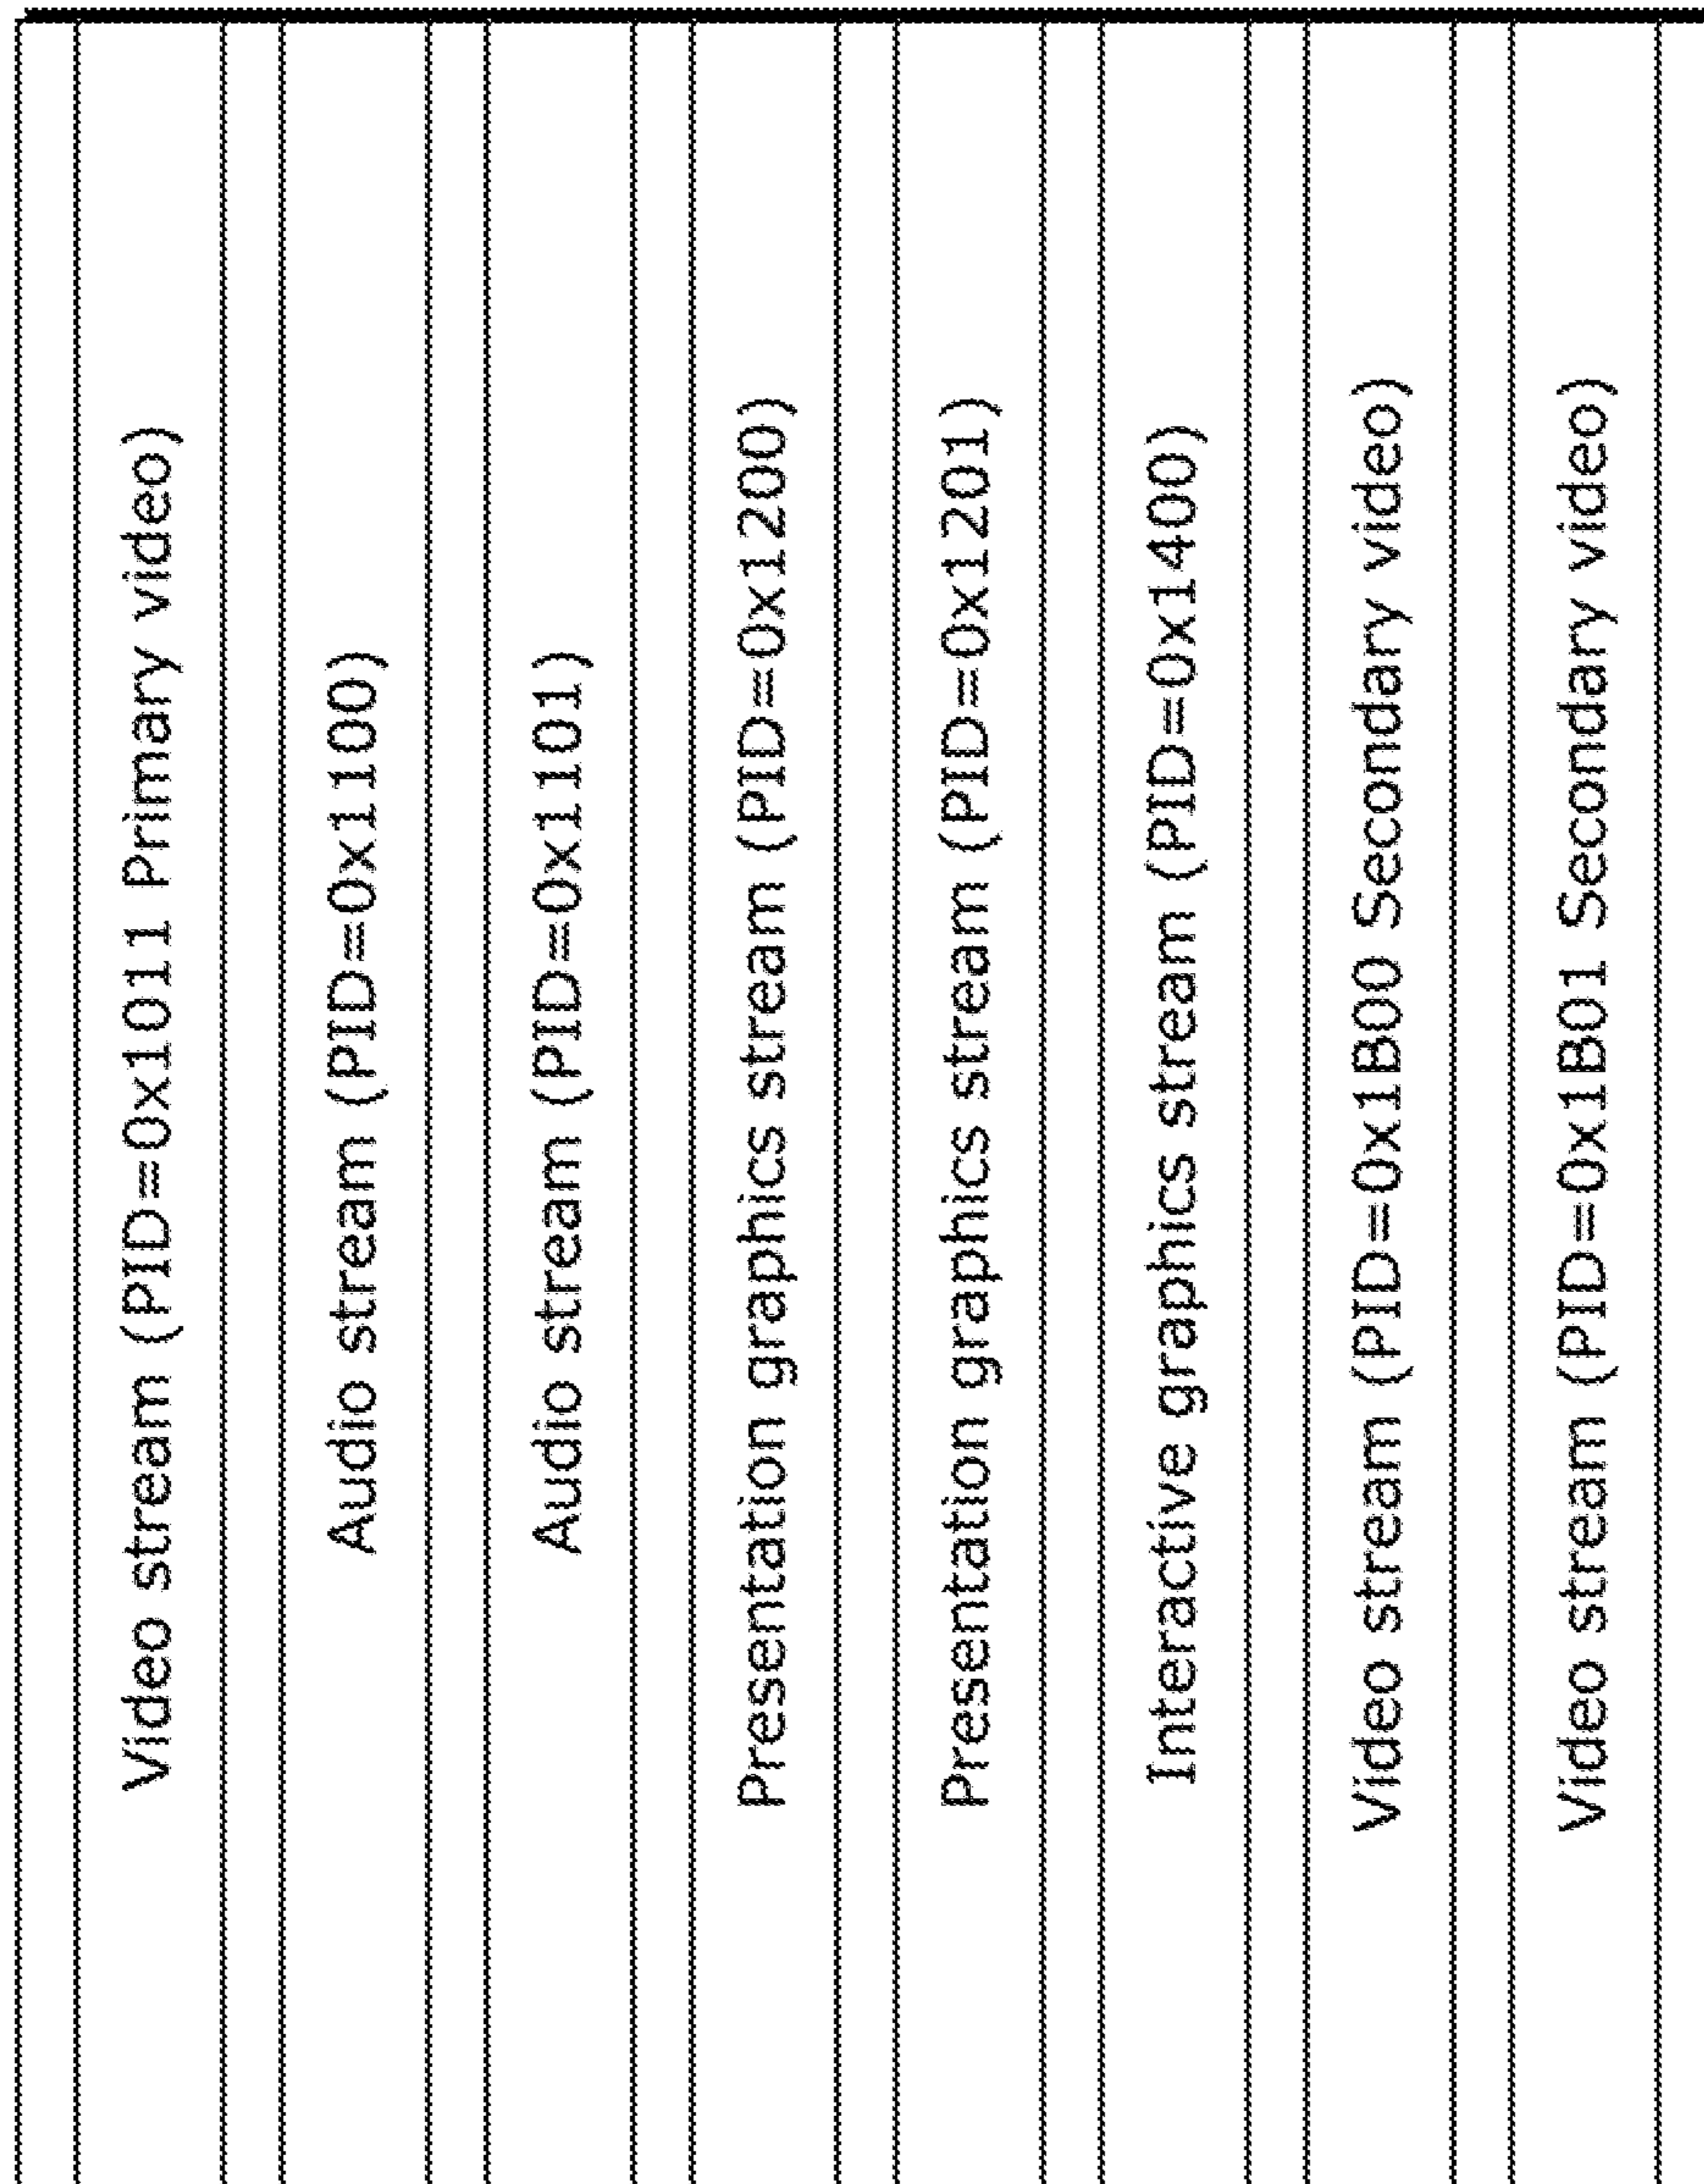 Video stream (PID=0x1011 Primary video)
Audio stream (PID=0x1100)
Audio stream (PID=0x1101)
Presentation graphics stream (PID=0x1200)
Presentation graphics stream (PID=0x1201)
Interactive graphics stream (PID=0x1400)
Video stream (PID=0x1B00 Secondary video)
Video stream (PID=0x1B01 Secondary video)